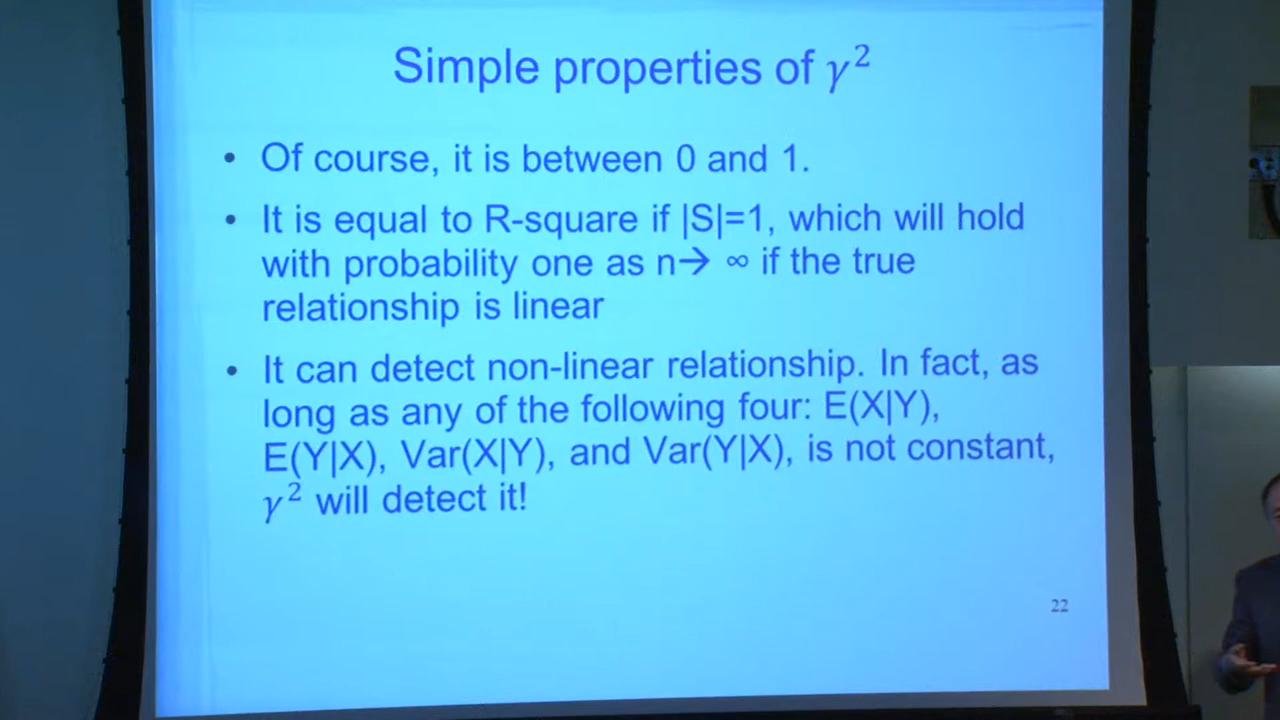 Simple properties of γ²
• Of course, it is between 0 and 1.
• It is equal to R-square if |S|=1, which will hold
with probability one as n→ ∞ if the true
relationship is linear
• It can detect non-linear relationship. In fact, as
long as any of the following four: E(X|Y),
E(Y|X), Var(X|Y), and Var(Y|X), is not constant,
γ² will detect it!
22